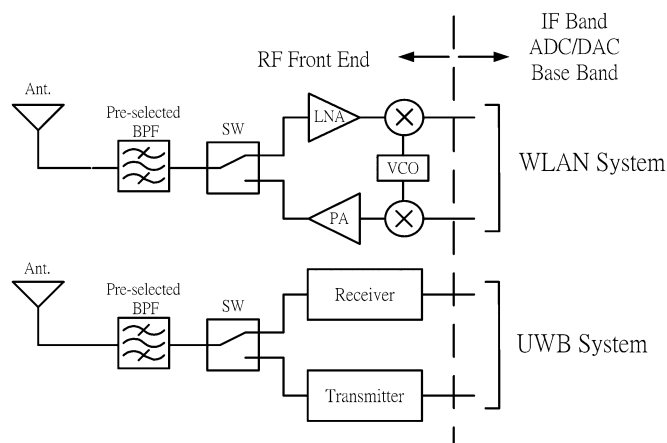 IF Band
ADC/DAC
Base Band
RF Front End
Ant.
Pre-selected
BPF
SW
LNA
VCO
PA
WLAN System
Ant.
Pre-selected
BPF
SW
Receiver
Transmitter
UWB System